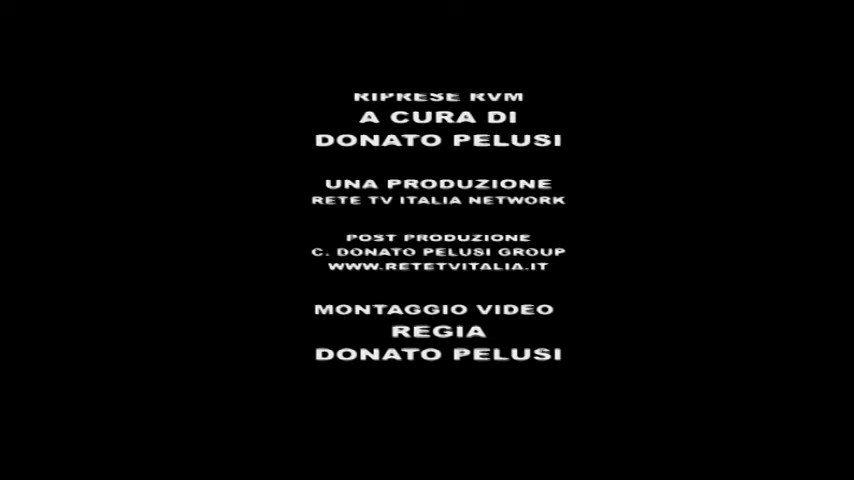 RIPRESE RVM
A CURA DI
DONATO PELUSI
UNA PRODUZIONE
RETE TV ITALIA NETWORK
POST PRODUZIONE
C. DONATO PELUSI GROUP
WWW.RETETVITALIA.IT
MONTAGGIO VIDEO
REGIA
DONATO PELUSI